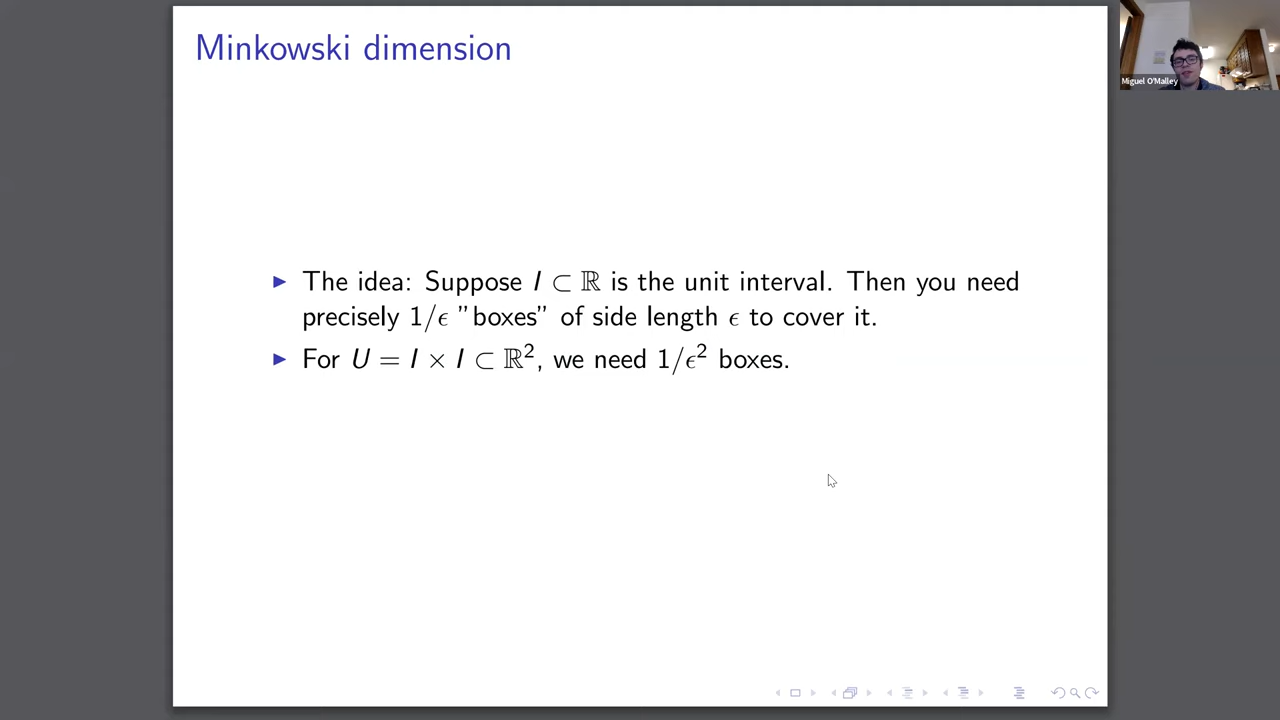 Minkowski dimension
Miguel O'Malley
▶ The idea: Suppose I ⊂ ℝ is the unit interval. Then you need
precisely 1/ϵ ”boxes” of side length ϵ to cover it.
▶ For U = I × I ⊂ ℝ², we need 1/ϵ² boxes.